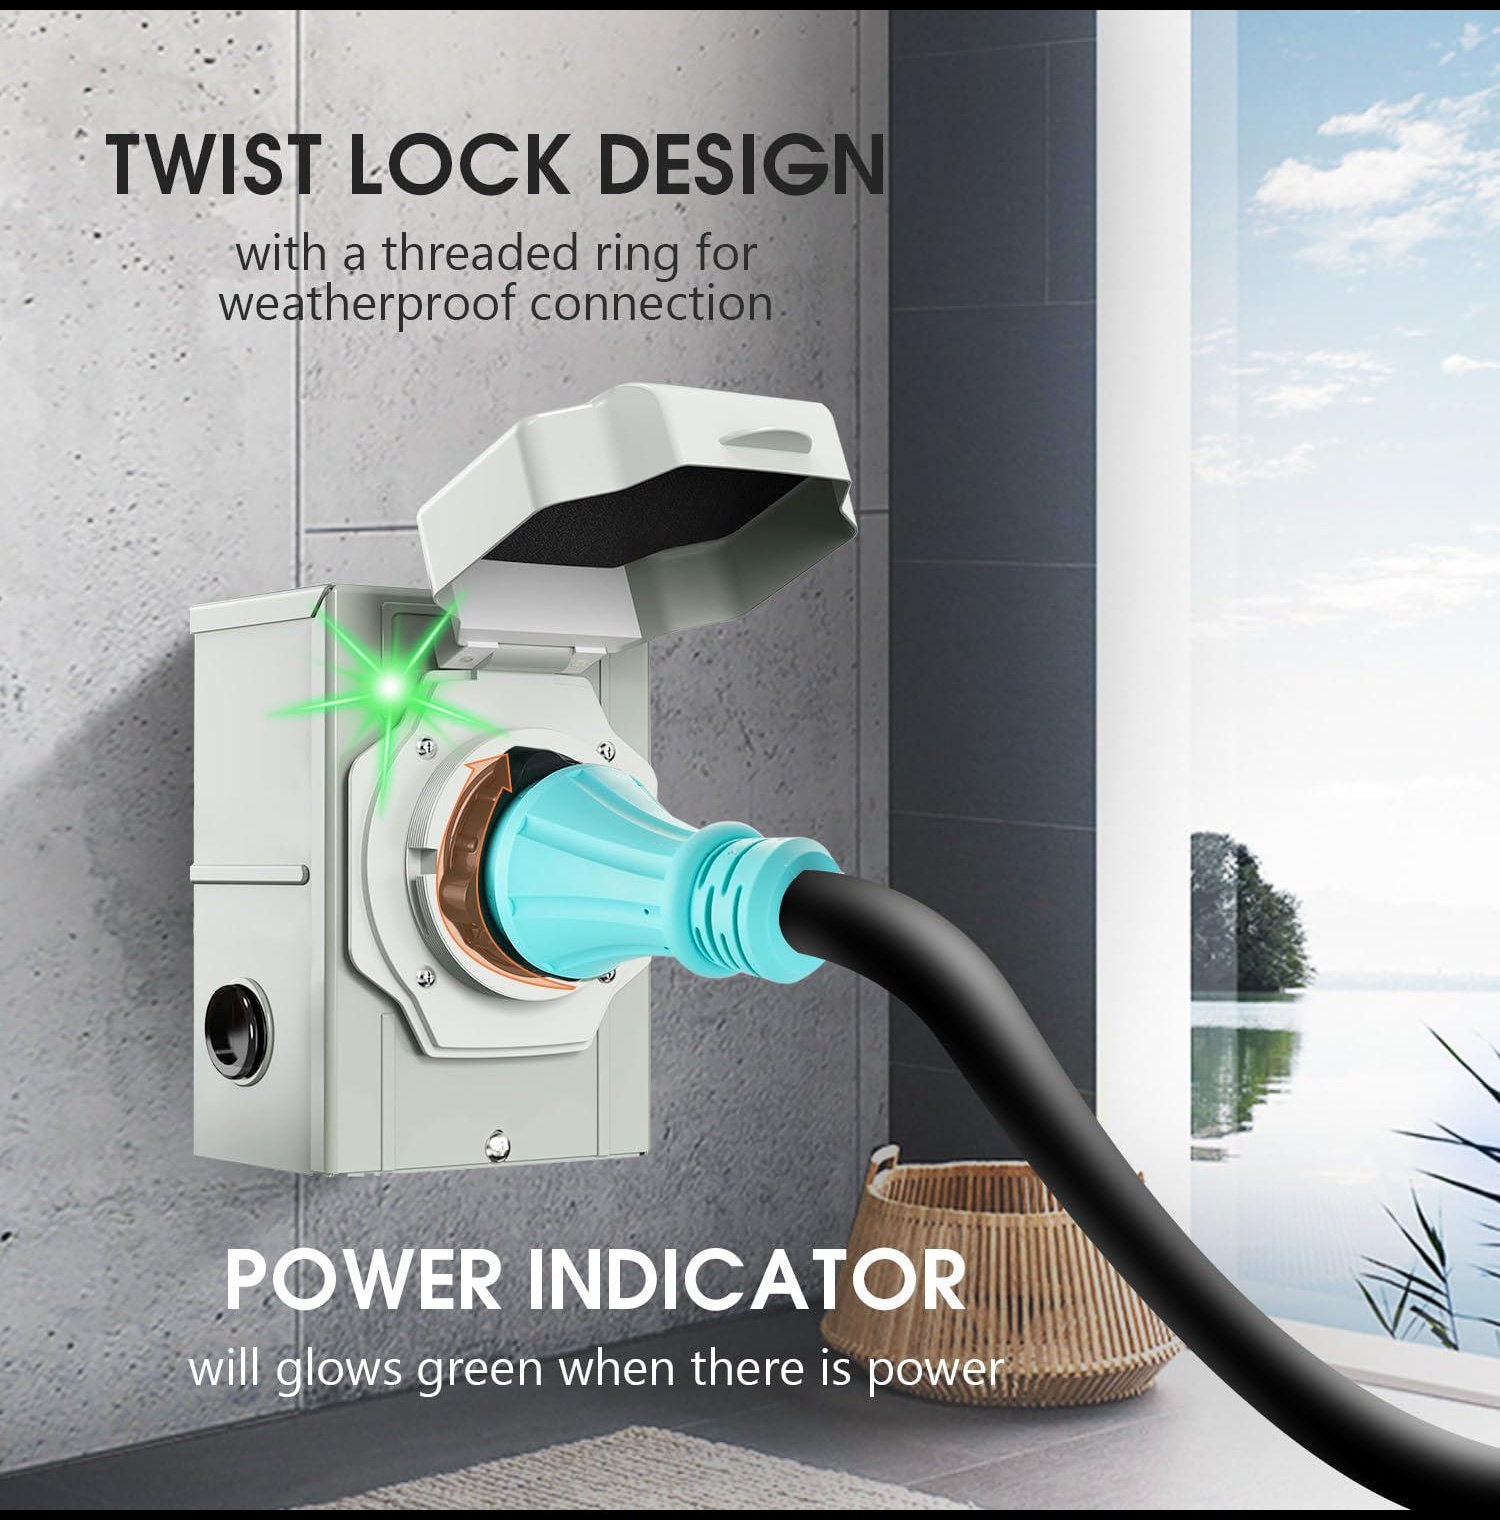 TWIST LOCK DESIGN
with a threaded ring for
weatherproof connection
POWER INDICATOR
will glows green when there is power